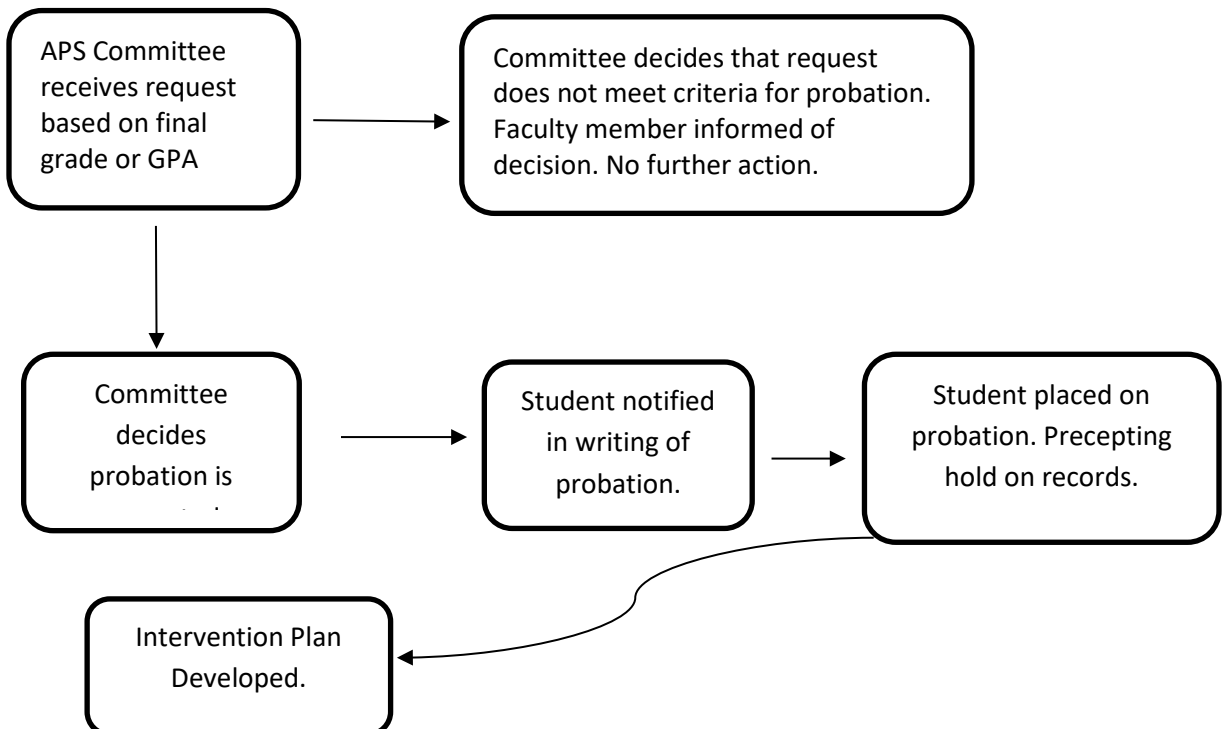 APS Committee
receives request
based on final
grade or GPA
Committee decides that request
does not meet criteria for probation.
Faculty member informed of
decision. No further action.
Committee
decides
probation is
Student notified
in writing of
probation.
Student placed on
probation. Precepting
hold on records.
Intervention Plan
Developed.